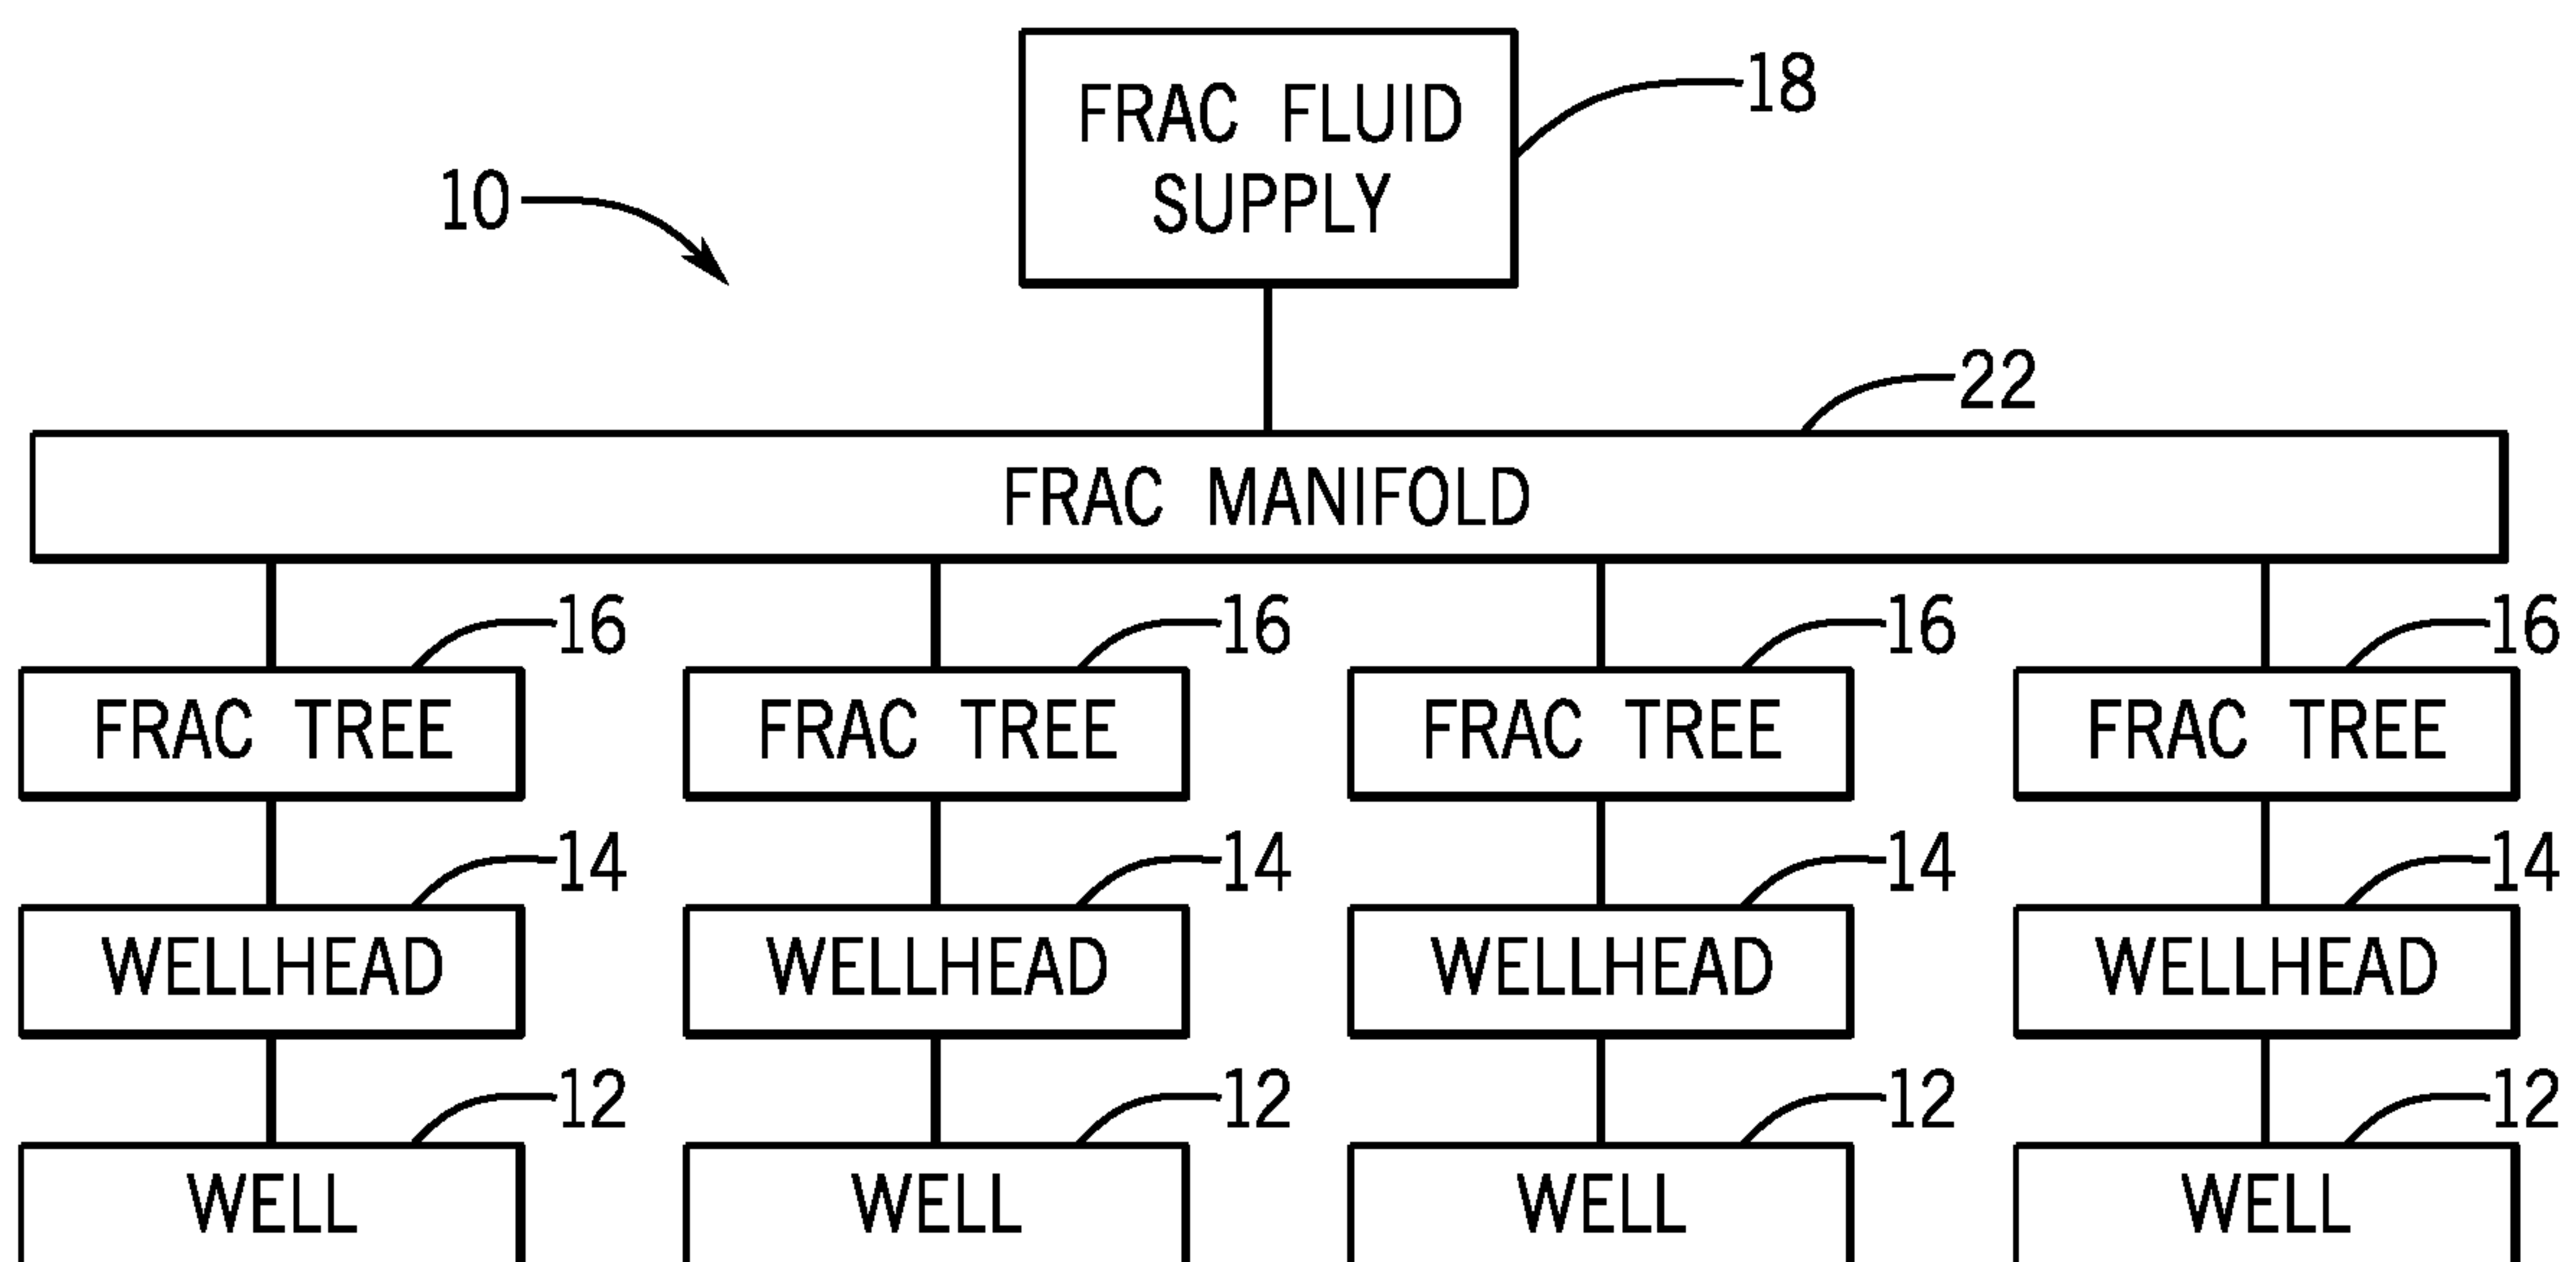 FRAC FLUID
SUPPLY
18
10
22
FRAC MANIFOLD
16 16 16 16
FRAC TREE FRAC TREE FRAC TREE FRAC TREE
14 14 14 14
WELLHEAD WELLHEAD WELLHEAD WELLHEAD
12 12 12 12
WELL WELL WELL WELL